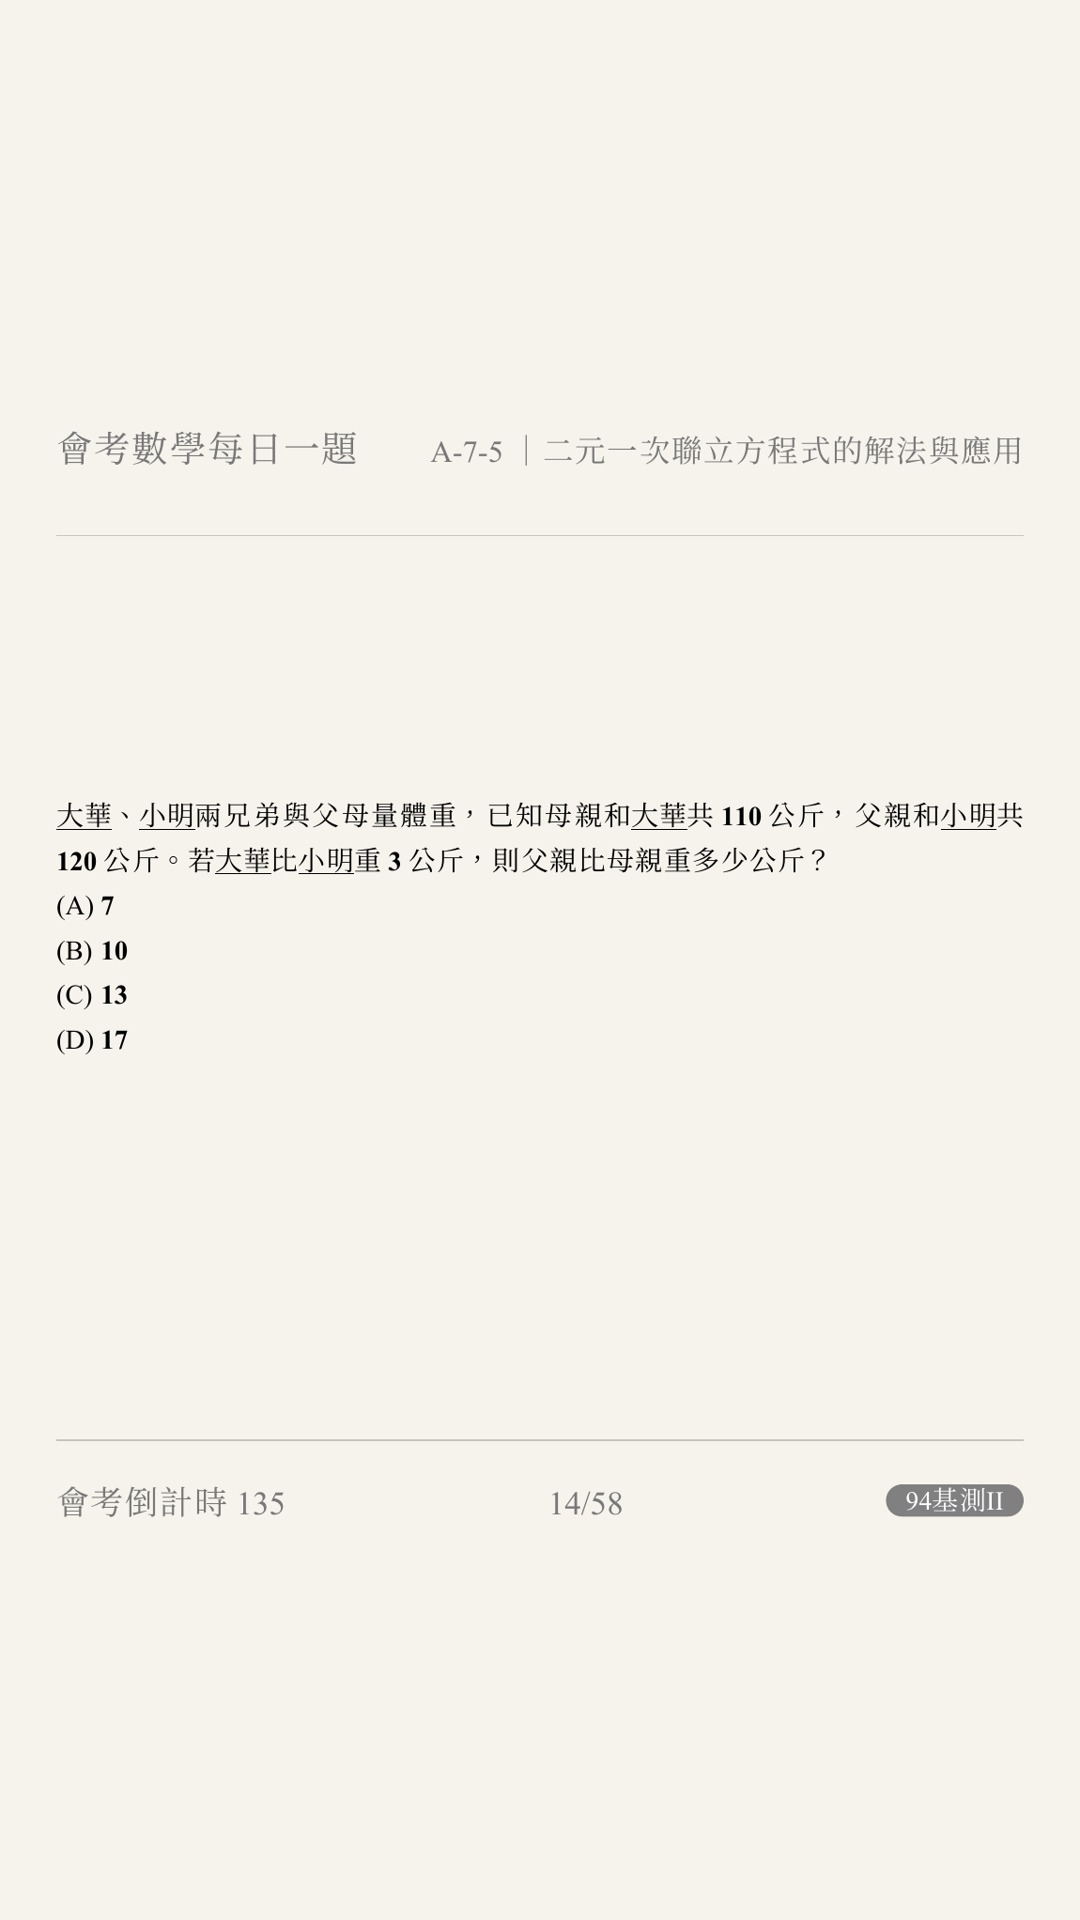 會考數學每日一題
A-7-5｜二元一次聯立方程式的解法與應用
大華、小明兩兄弟與父母量體重，已知母親和大華共 110 公斤，父親和小明共
120 公斤。若大華比小明重 3 公斤，則父親比母親重多少公斤？
(A) 7
(B) 10
(C) 13
(D) 17
會考倒計時 135
14/58
94基測II